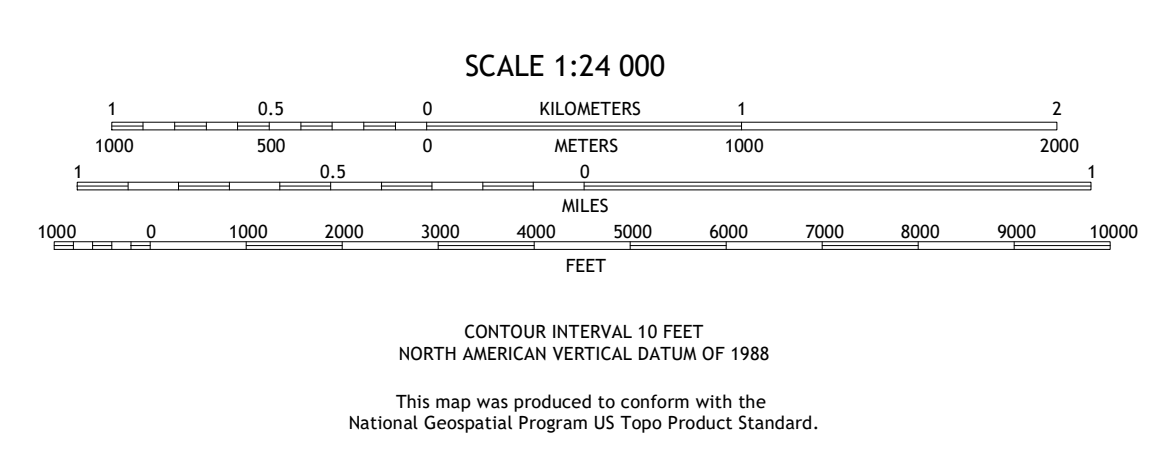 SCALE 1:24 000
1 0.5 0 KILOMETERS 1 2
1000 500 0 METERS 1000 2000
1 0.5 0 1
MILES
1000 0 1000 2000 3000 4000 5000 6000 7000 8000 9000 10000
FEET
CONTOUR INTERVAL 10 FEET
NORTH AMERICAN VERTICAL DATUM OF 1988
This map was produced to conform with the
National Geospatial Program US Topo Product Standard.